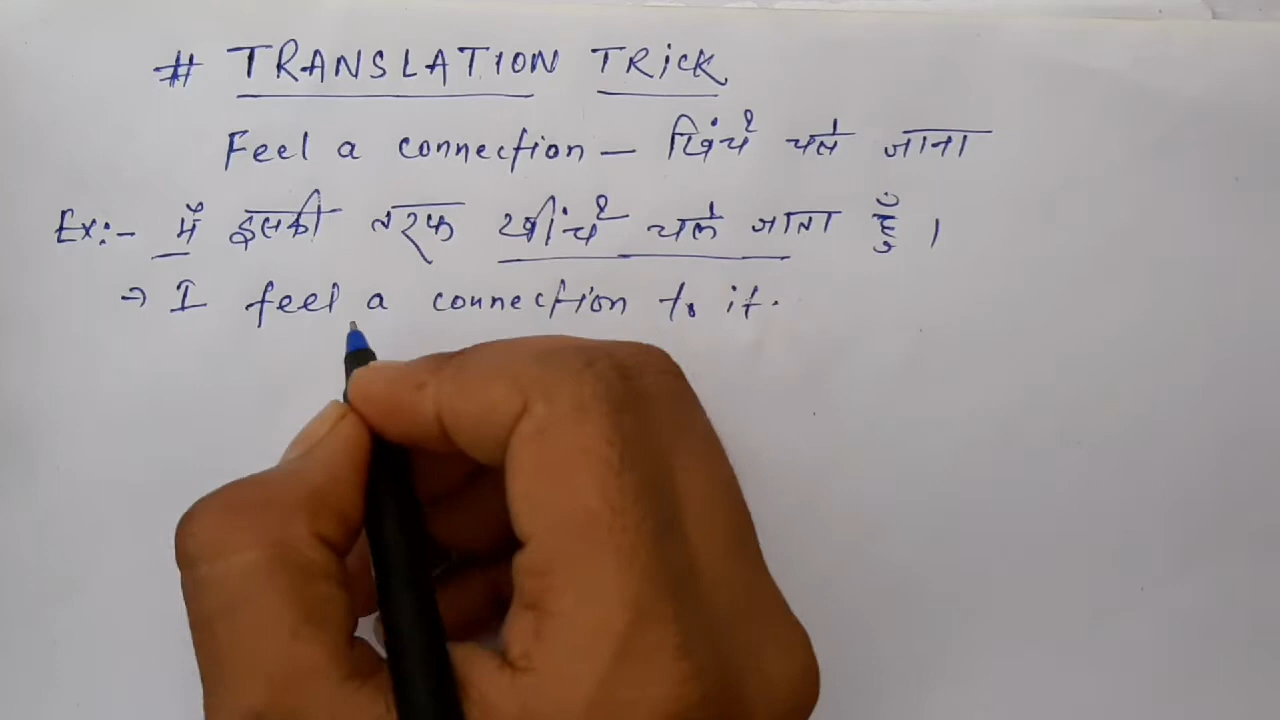 # TRANSLATION TRicK
Feel a connection – खिंचे चले जाना
Ex:- मैं इसकी तरफ खींचे चले जाता हूँ ।
→ I feel a connection to it.